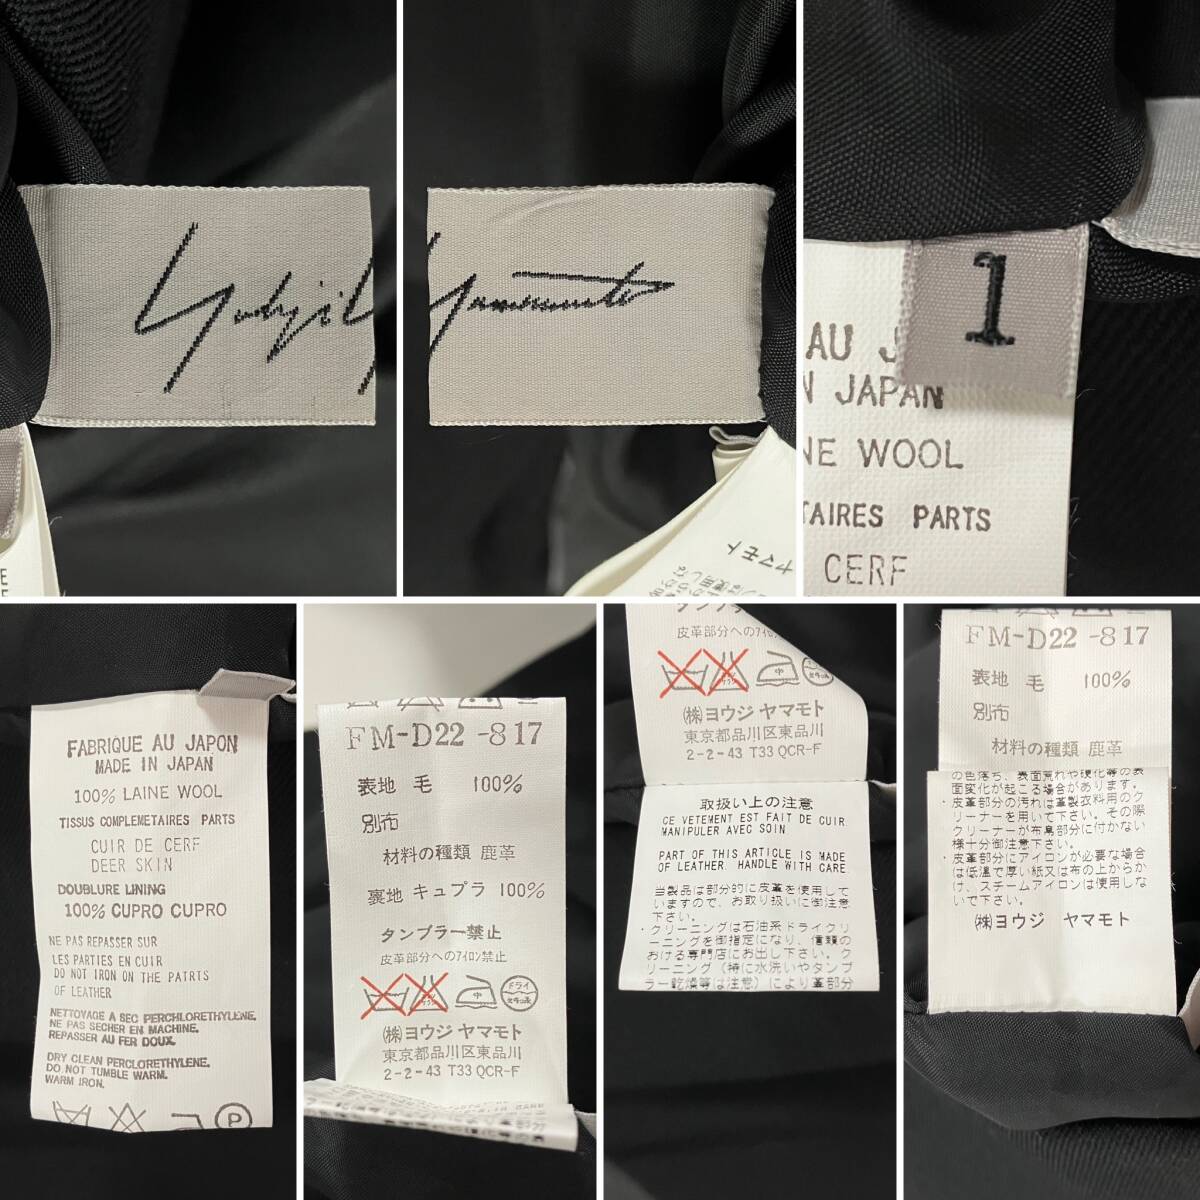 Yohji Y
Yamamoto
ヤマモト
1
AU J
N JAPAN
NE WOOL
TAIRES PARTS
CERF
FABRIQUE AU JAPON
MADE IN JAPAN
100% LAINE WOOL
TISSUS COMPLEMETAIRES PARTS
CUIR DE CERF
DEER SKIN
DOUBLURE LINING
100% CUPRO CUPRO
NE PAS REPASSER SUR
LES PARTIES EN CUIR
DO NOT IRON ON THE PATRTS
OF LEATHER
NETTOYAGE A SEC PERCHLORETHYLENE.
NE PAS SECHER EN MACHINE.
REPASSER AU FER DOUX.
DRY CLEAN PERCLORETHYLENE.
DO NOT TUMBLE WARM.
WARM IRON.
P
FM-D22-817
表地 毛 100%
別布
材料の種類 鹿革
裏地 キュプラ 100%
タンブラー禁止
皮革部分へのアイロン禁止
中 ドライ セキユ系
(株)ヨウジ ヤマモト
東京都品川区東品川
2-2-43 T33 QCR-F
タンブラ
皮革部分へのアイロ
中
(株)ヨウジ ヤマモト
東京都品川区東品川
2-2-43 T33 QCR-F
取扱い上の注意
CE VETEMENT EST FAIT DE CUIR.
MANIPULER AVEC SOIN
PART OF THIS ARTICLE IS MADE
OF LEATHER. HANDLE WITH CARE.
当製品は部分的に皮革を使用して
いますので、お取り扱いに御注意
下さい。
・クリーニングは石油系ドライクリ
ーニングを御指定になり、信頼の
おける専門店にお出し下さい。ク
リーニング(特に水洗いやタンブ
ラー乾燥等は注意)により革部分
FM-D22-817
表地 毛 100%
別布
材料の種類 鹿革
の色落ち、表面荒れや硬化等の表
面変化が起こる場合があります。
・皮革部分の汚れは革製衣料用のク
リーナーを用いて下さい。その際
クリーナーが布帛部分に付かない
様十分御注意下さい。
・皮革部分にアイロンが必要な場合
は低温で厚い紙又は布の上からか
け、スチームアイロンは使用しな
いで下さい。
(株)ヨウジ ヤマモト